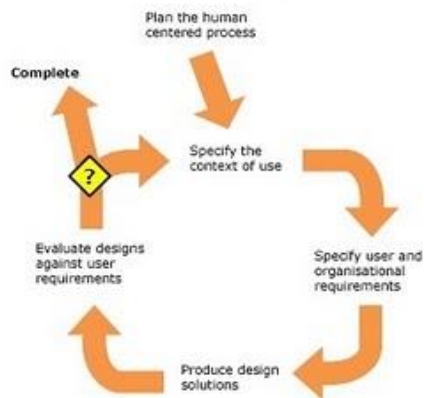 Plan the human
centered process
Complete
Specify the
context of use
?
Evaluate designs
against user
requirements
Specify user and
organisational
requirements
Produce design
solutions